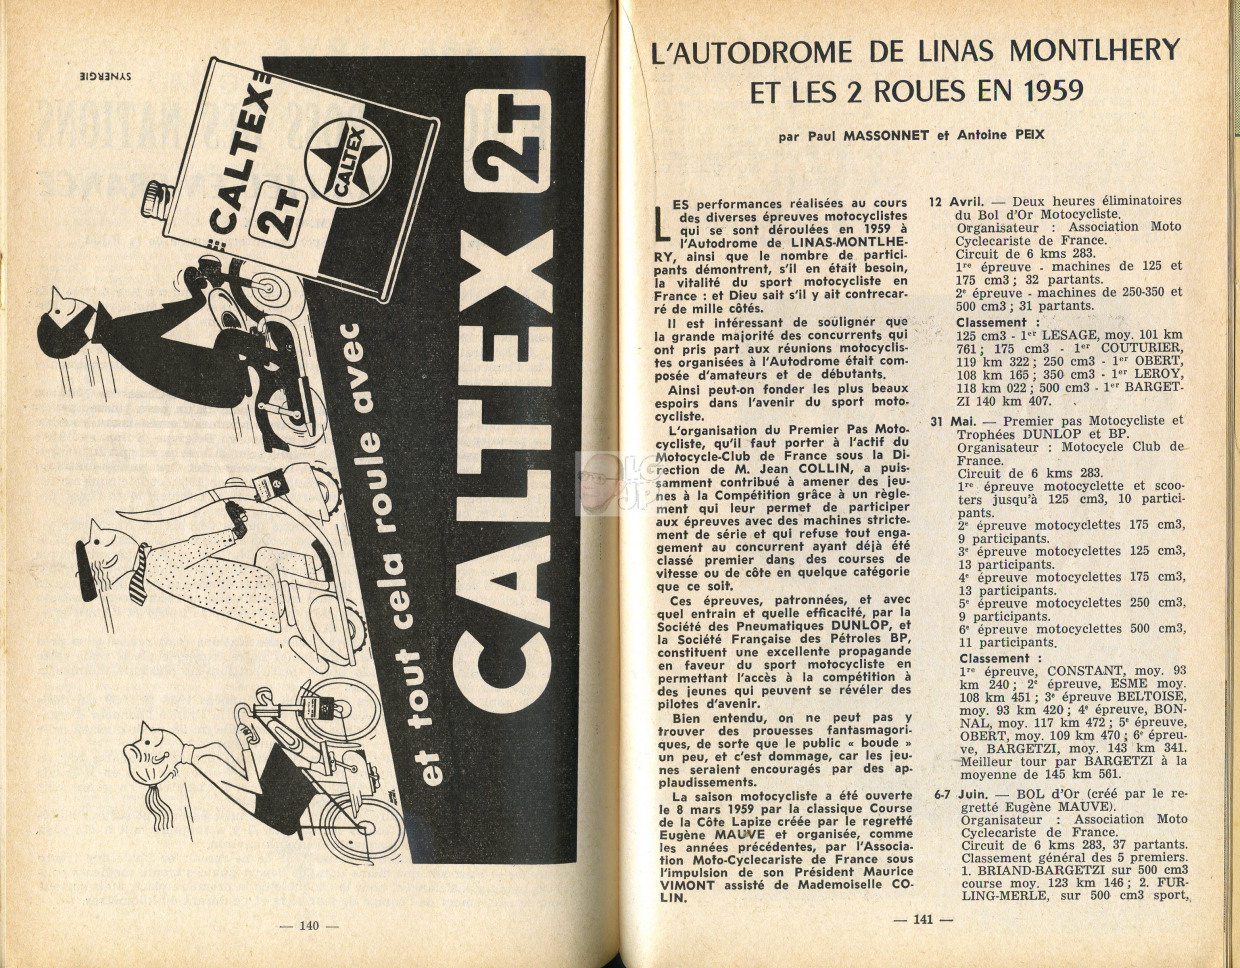 SYNERGIE
CALTEX
2T
CALTEX
et tout cela roule avec
CALTEX 2T
— 140 —
L'AUTODROME DE LINAS MONTLHERY
ET LES 2 ROUES EN 1959
par Paul MASSONNET et Antoine PEIX
LES performances réalisées au cours
des diverses épreuves motocyclistes
qui se sont déroulées en 1959 à
l'Autodrome de LINAS-MONTLHE-
RY, ainsi que le nombre de partici-
pants démontrent, s'il en était besoin,
la vitalité du sport motocycliste en
France : et Dieu sait s'il y ait contrecar-
ré de mille côtés.
Il est intéressant de souligner que
la grande majorité des concurrents qui
ont pris part aux réunions motocyclis-
tes organisées à l'Autodrome était com-
posée d'amateurs et de débutants.
Ainsi peut-on fonder les plus beaux
espoirs dans l'avenir du sport moto-
cycliste.
L'organisation du Premier Pas Moto-
cycliste, qu'il faut porter à l'actif du
Motocycle-Club de France sous la Di-
rection de M. Jean COLLIN, a puis-
samment contribué à amener des jeu-
nes à la Compétition grâce à un règle-
ment qui leur permet de participer
aux épreuves avec des machines stricte-
ment de série et qui refuse tout enga-
gement au concurrent ayant déjà été
classé premier dans des courses de
vitesse ou de côte en quelque catégorie
que ce soit.
Ces épreuves, patronnées, et avec
quel entrain et quelle efficacité, par la
Société des Pneumatiques DUNLOP, et
la Société Française des Pétroles BP,
constituent une excellente propagande
en faveur du sport motocycliste en
permettant l'accès à la compétition à
des jeunes qui peuvent se révéler des
pilotes d'avenir.
Bien entendu, on ne peut pas y
trouver des prouesses fantasmagori-
ques, de sorte que le public « boude »
un peu, et c'est dommage, car les jeu-
nes seraient encouragés par des ap-
plaudissements.
La saison motocycliste a été ouverte
le 8 mars 1959 par la classique Course
de la Côte Lapize créée par le regretté
Eugène MAUVE et organisée, comme
les années précédentes, par l'Associa-
tion Moto-Cyclecariste de France sous
l'impulsion de son Président Maurice
VIMONT assisté de Mademoiselle CO-
LIN.
12 Avril. — Deux heures éliminatoires
du Bol d'Or Motocycliste.
Organisateur : Association Moto
Cyclecariste de France.
Circuit de 6 kms 283.
1re épreuve - machines de 125 et
175 cm3 ; 32 partants.
2e épreuve - machines de 250-350 et
500 cm3 ; 31 partants.
Classement :
125 cm3 - 1er LESAGE, moy. 101 km
761 ; 175 cm3 - 1er COUTURIER,
119 km 322 ; 250 cm3 - 1er OBERT,
108 km 165 ; 350 cm3 - 1er LEROY,
118 km 022 ; 500 cm3 - 1er BARGET-
ZI 140 km 407.
31 Mai. — Premier pas Motocycliste et
Trophées DUNLOP et BP.
Organisateur : Motocycle Club de
France.
Circuit de 6 kms 283.
1re épreuve motocyclette et scoo-
ters jusqu'à 125 cm3, 10 partici-
pants.
2e épreuve motocyclettes 175 cm3,
9 participants.
3e épreuve motocyclettes 125 cm3,
13 participants.
4e épreuve motocyclettes 175 cm3,
13 participants.
5e épreuve motocyclettes 250 cm3,
9 participants.
6e épreuve motocyclettes 500 cm3,
11 participants.
Classement :
1re épreuve, CONSTANT, moy. 93
km 240 ; 2e épreuve, ESME moy.
108 km 451 ; 3e épreuve BELTOISE,
moy. 93 km 420 ; 4e épreuve, BON-
NAL, moy. 117 km 472 ; 5e épreuve,
OBERT, moy. 109 km 470 ; 6e épreu-
ve, BARGETZI, moy. 143 km 341.
Meilleur tour par BARGETZI à la
moyenne de 145 km 561.
6-7 Juin. — BOL d'Or (créé par le re-
gretté Eugène MAUVE).
Organisateur : Association Moto
Cyclecariste de France.
Circuit de 6 kms 283, 37 partants.
Classement général des 5 premiers.
1. BRIAND-BARGETZI sur 500 cm3
course moy. 123 km 146 ; 2. FUR-
LING-MERLE, sur 500 cm3 sport,
— 141 —